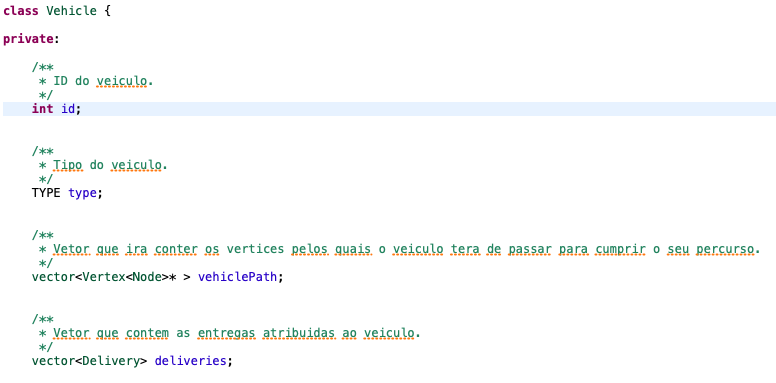 class Vehicle {
private:
/**
* ID do veiculo.
*/
int id;
/**
* Tipo do veiculo.
*/
TYPE type;
/**
* Vetor que ira conter os vertices pelos quais o veiculo tera de passar para cumprir o seu percurso.
*/
vector<Vertex<Node>* > vehiclePath;
/**
* Vetor que contem as entregas atribuidas ao veiculo.
*/
vector<Delivery> deliveries;